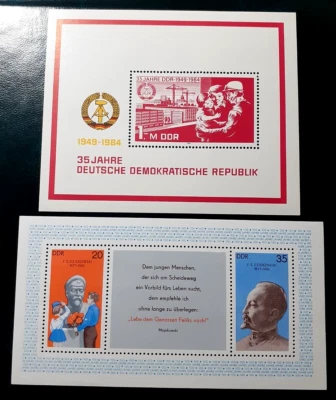 35 JAHRE DDR · 1949-1984
1-M DDR
1949-1984
35 JAHRE
DEUTSCHE DEMOKRATISCHE REPUBLIK
DDR 20
DDR 35
Dem jungen Menschen,
der sich am Scheideweg
ein Vorbild fürs Leben sucht,
dem empfehle ich
ohne lange zu überlegen:
„Lebe dem Genossen Feliks nach!"
Majakowski